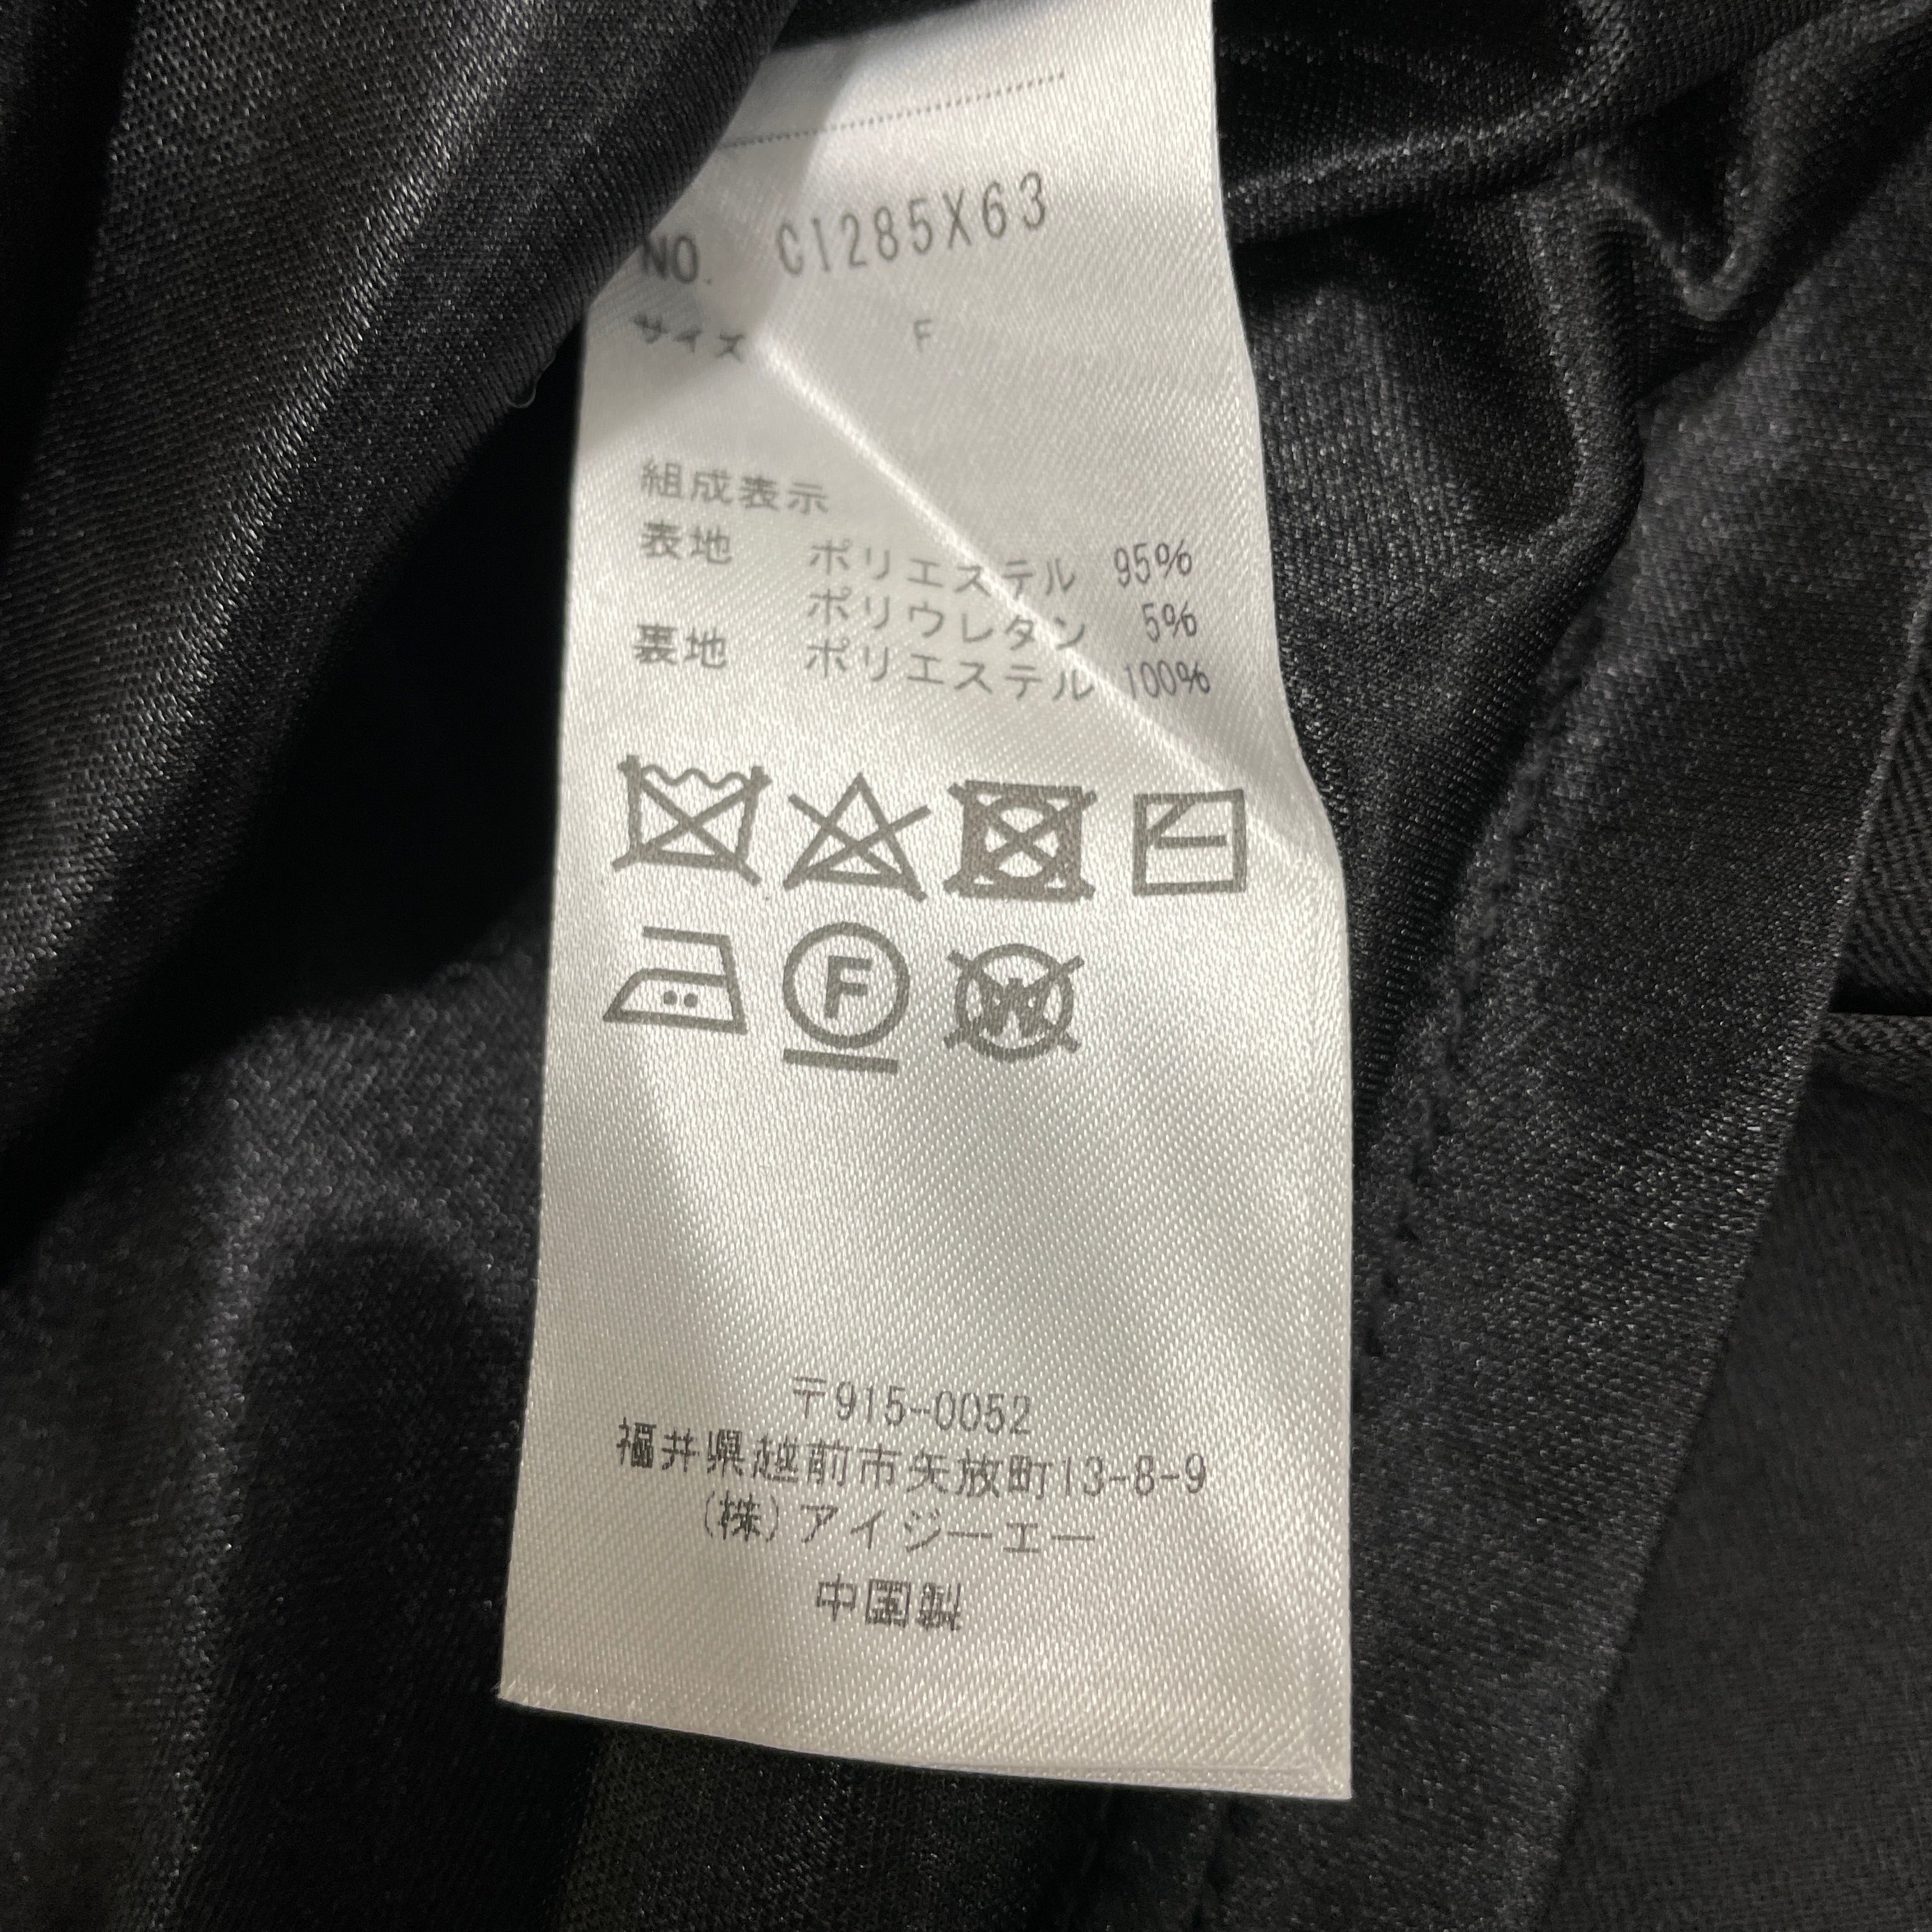 NO. C1285X63
サイズ F
組成表示
表地 ポリエステル 95%
ポリウレタン 5%
裏地 ポリエステル 100%
F
W
〒915-0052
福井県越前市矢放町13-8-9
(株)アイジーエー
中国製